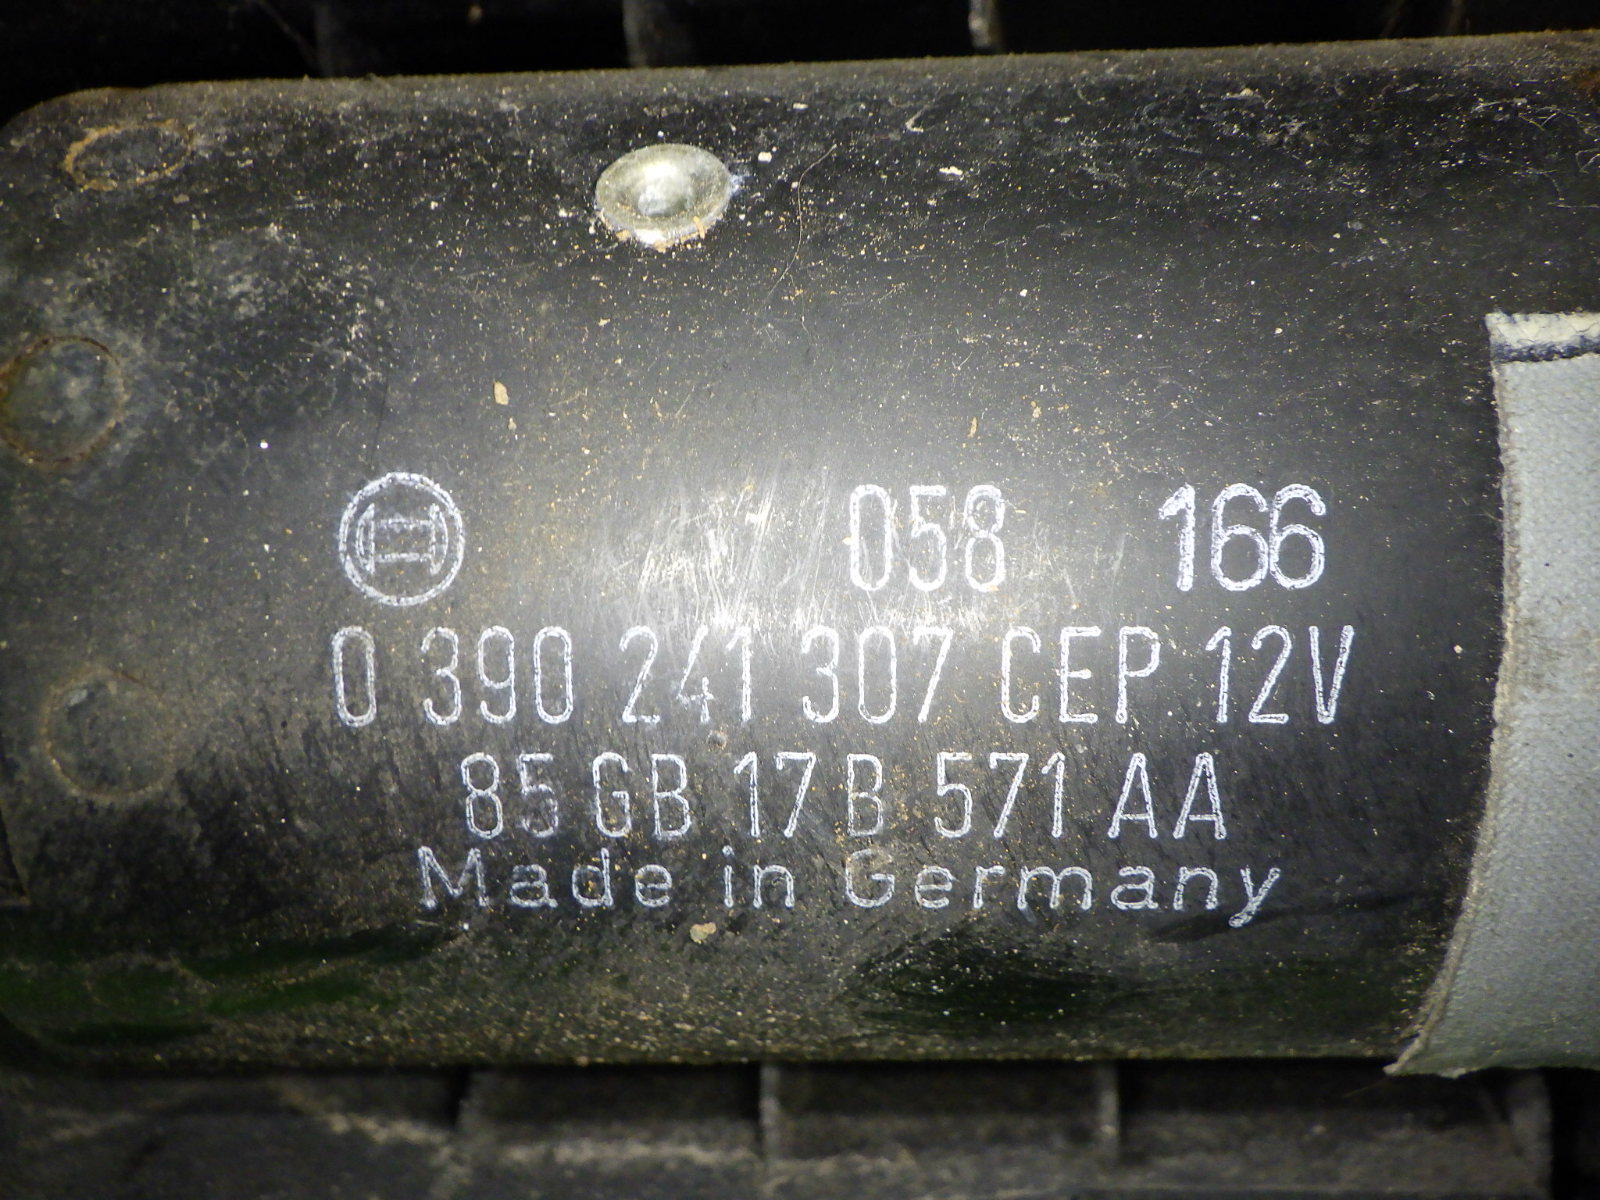 058 166
0 390 241 307 CEP 12V
85 GB 17 B 571 AA
Made in Germany